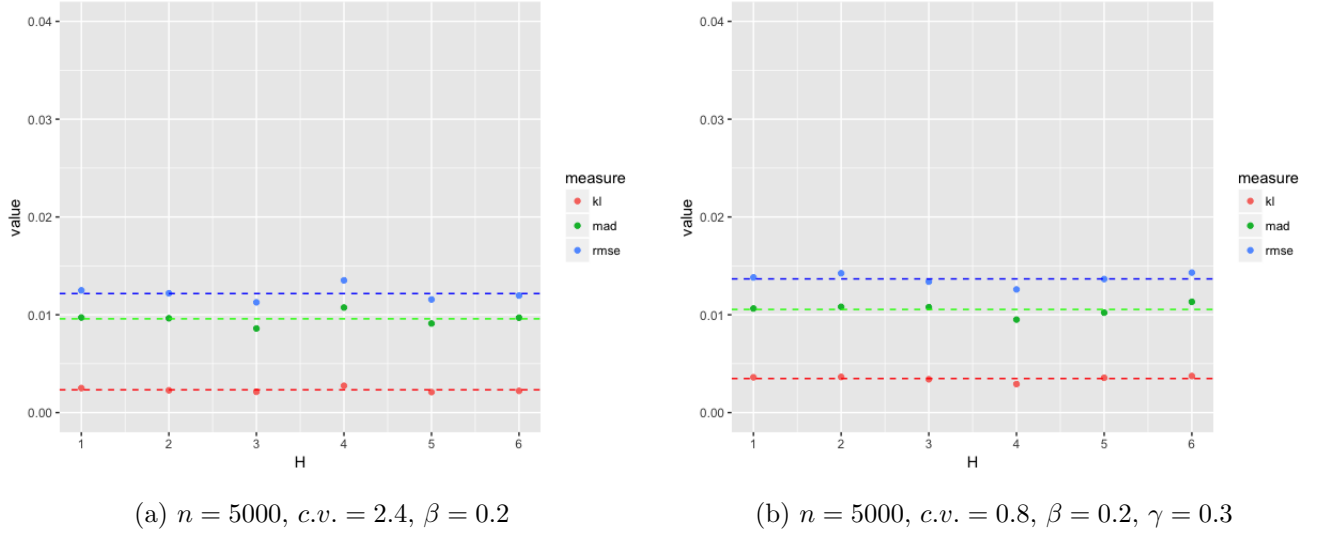 0.04
0.03
0.02
0.01
0.00
value
1 2 3 4 5 6
H
measure
kl
mad
rmse
(a) n = 5000, c.v. = 2.4, β = 0.2
0.04
0.03
0.02
0.01
0.00
value
1 2 3 4 5 6
H
measure
kl
mad
rmse
(b) n = 5000, c.v. = 0.8, β = 0.2, γ = 0.3